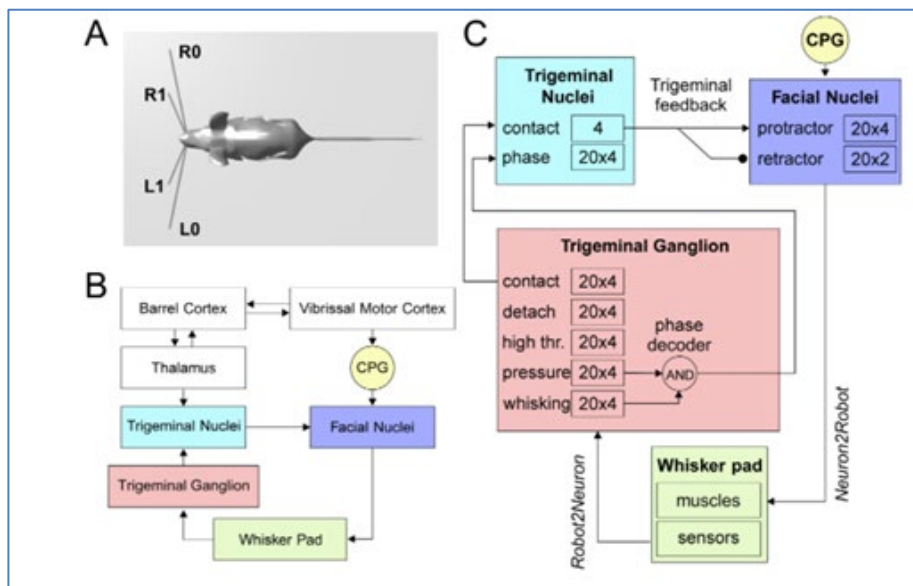 A
R0
R1
L1
L0
B
Barrel Cortex
Vibrissal Motor Cortex
Thalamus
CPG
Trigeminal Nuclei
Facial Nuclei
Trigeminal Ganglion
Whisker Pad
C
CPG
Trigeminal
Nuclei
contact 4
phase 20x4
Trigeminal
feedback
Facial Nuclei
protractor 20x4
retractor 20x2
Trigeminal Ganglion
contact 20x4
detach 20x4
high thr. 20x4
pressure 20x4
whisking 20x4
phase
decoder
AND
Robot2Neuron
Neuron2Robot
Whisker pad
muscles
sensors